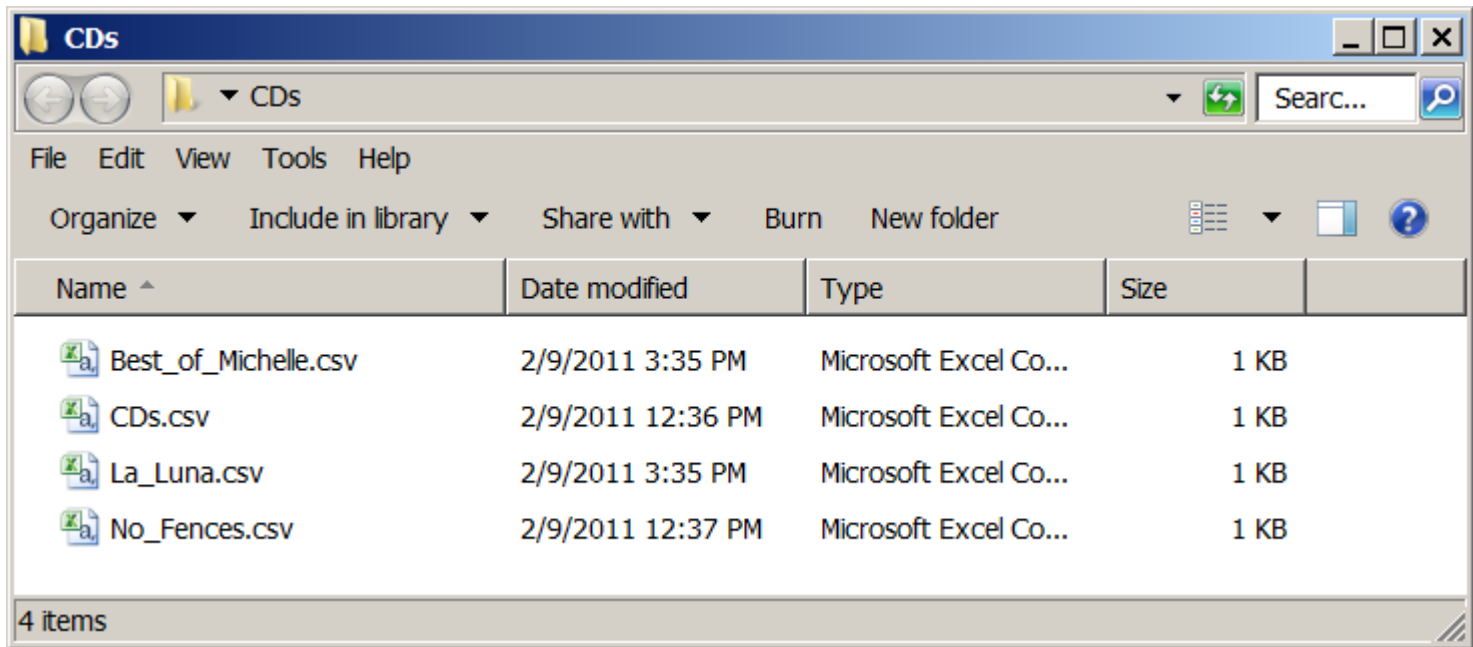 CDs
CDs Searc...
File Edit View Tools Help
Organize Include in library Share with Burn New folder
Name Date modified Type Size
Best_of_Michelle.csv 2/9/2011 3:35 PM Microsoft Excel Co... 1 KB
CDs.csv 2/9/2011 12:36 PM Microsoft Excel Co... 1 KB
La_Luna.csv 2/9/2011 3:35 PM Microsoft Excel Co... 1 KB
No_Fences.csv 2/9/2011 12:37 PM Microsoft Excel Co... 1 KB
4 items